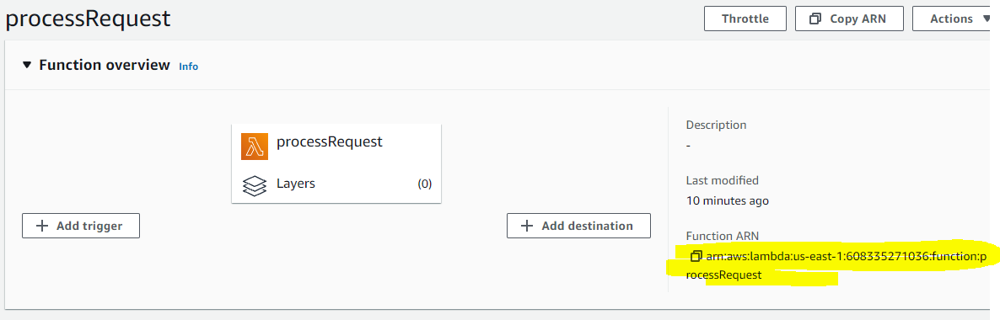 processRequest
Throttle
Copy ARN
Actions
Function overview Info
processRequest
Layers (0)
Add trigger
Add destination
Description
-
Last modified
10 minutes ago
Function ARN
arn:aws:lambda:us-east-1:608335271036:function:p
rocessRequest